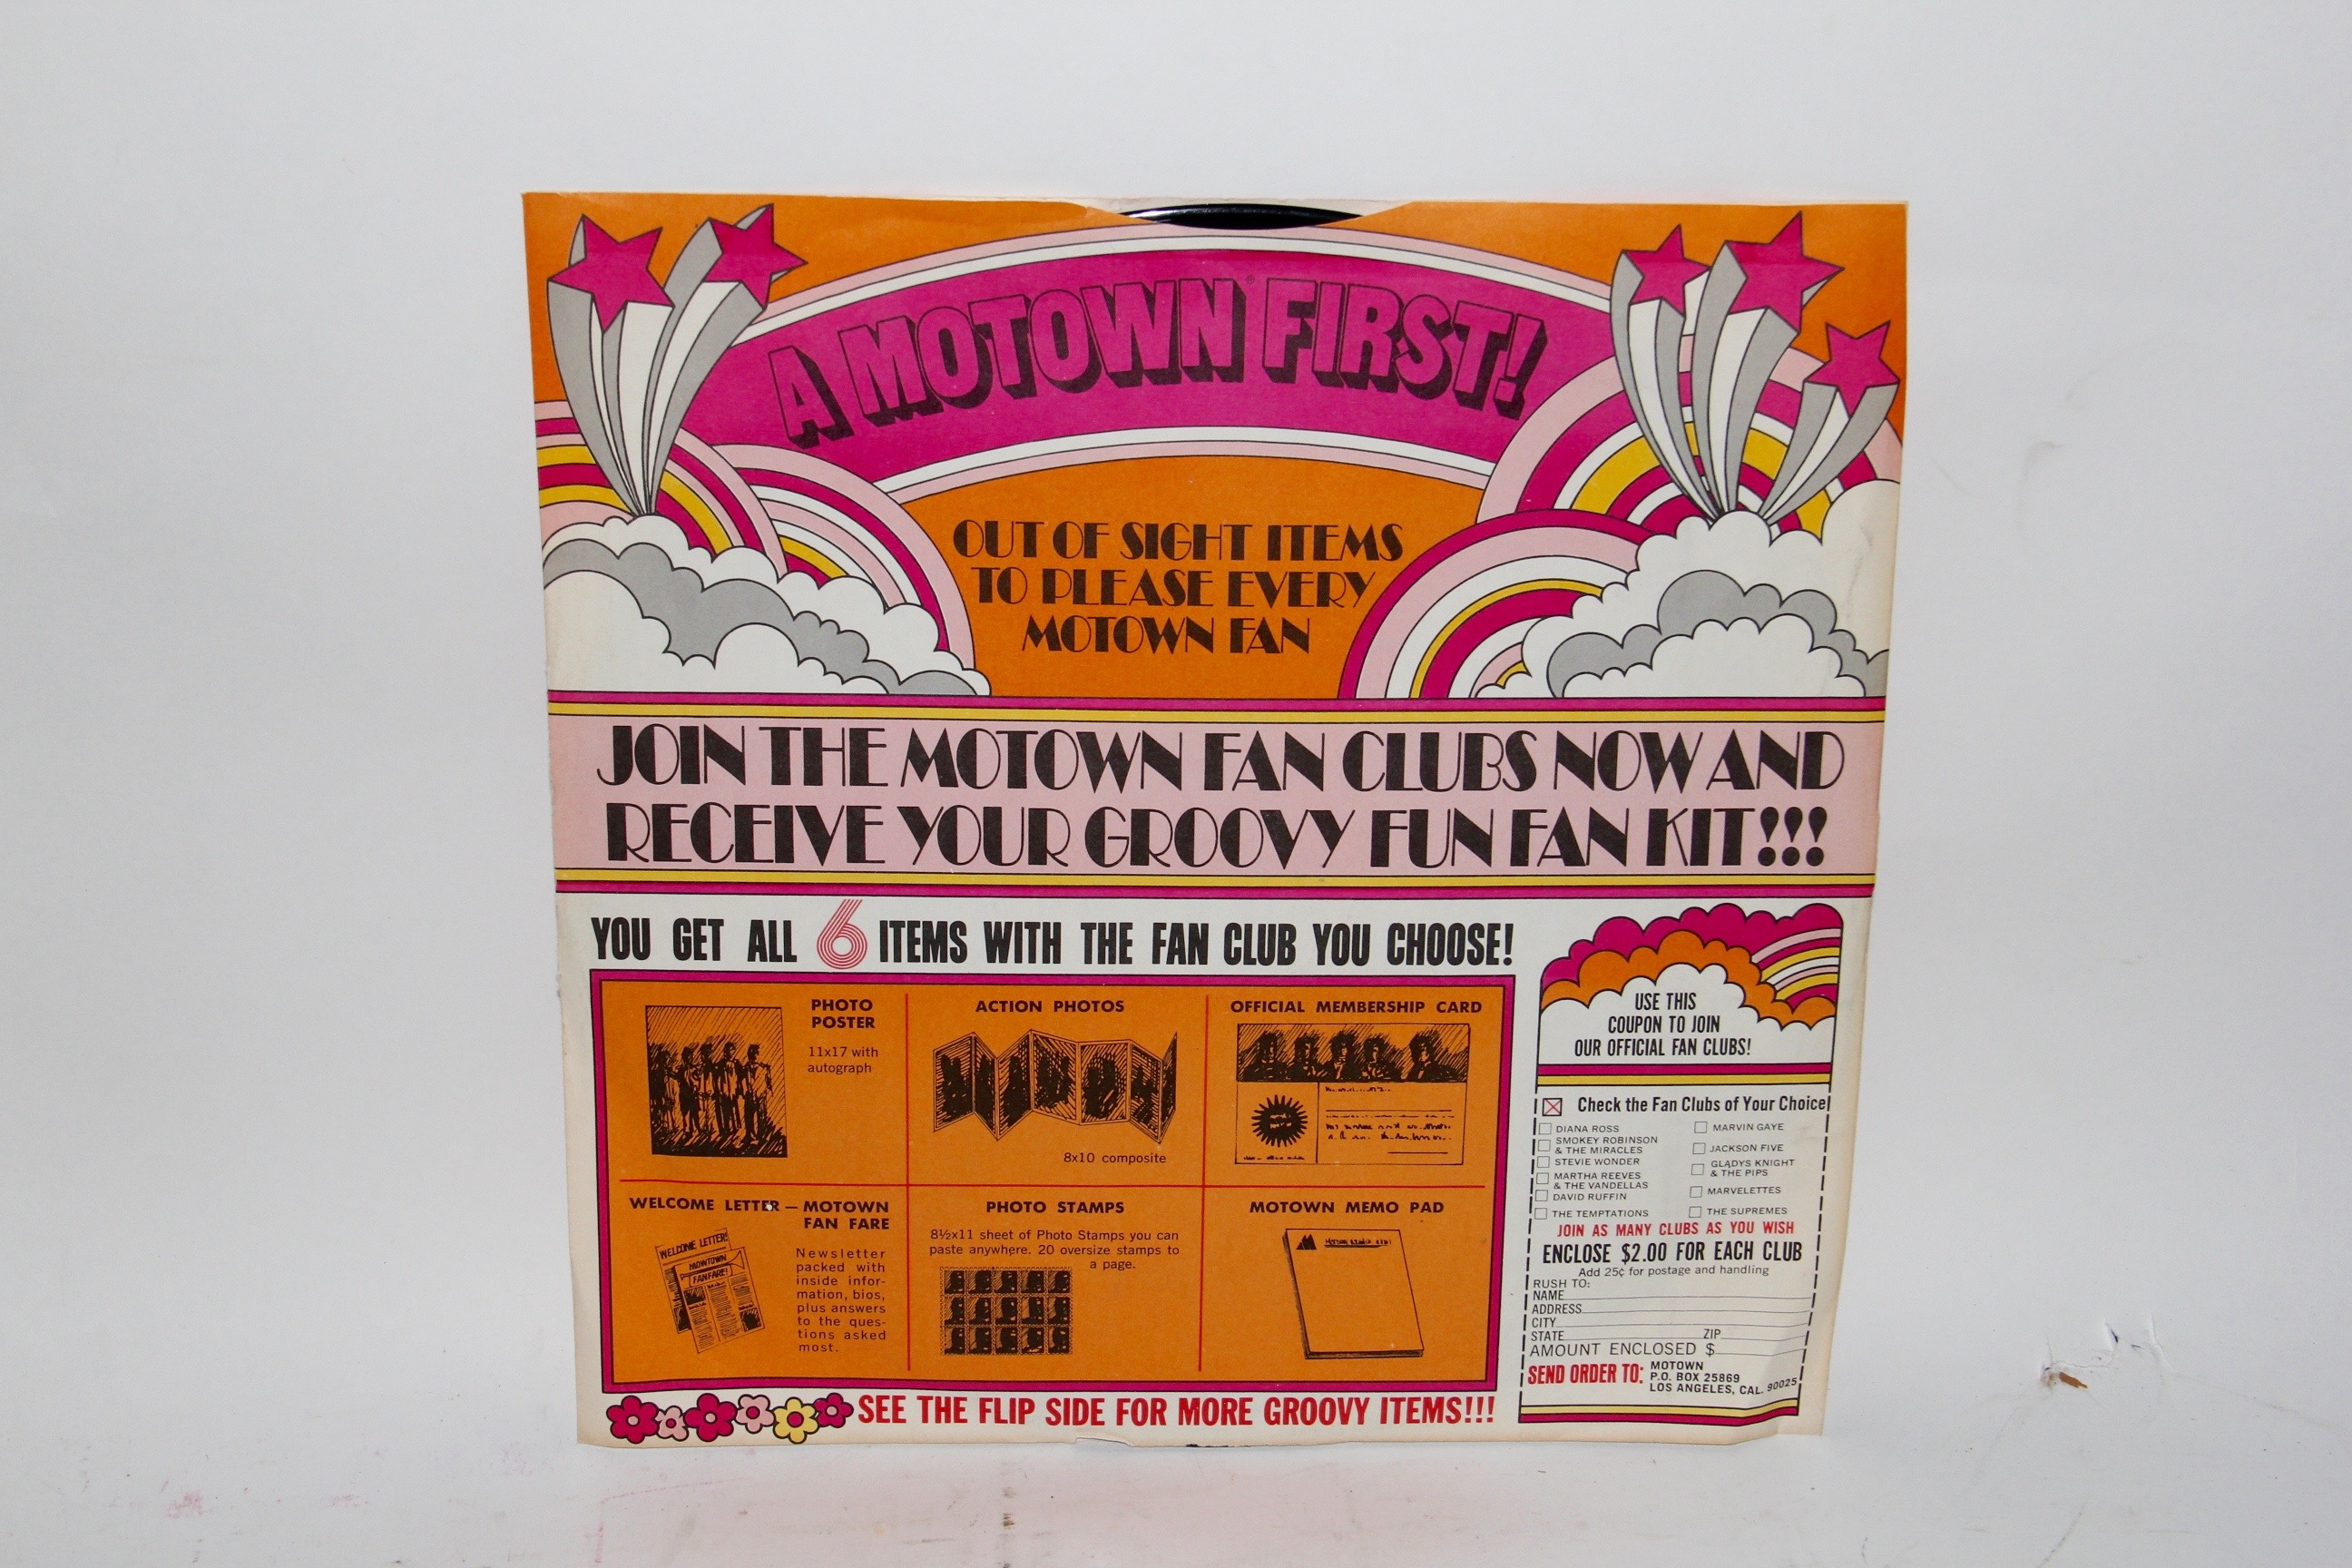 A MOTOWN® FIRST!
OUT OF SIGHT ITEMS
TO PLEASE EVERY
MOTOWN FAN
JOIN THE MOTOWN FAN CLUBS NOW AND
RECEIVE YOUR GROOVY FUN FAN KIT!!!
YOU GET ALL 6 ITEMS WITH THE FAN CLUB YOU CHOOSE!
PHOTO
POSTER
11x17 with
autograph
ACTION PHOTOS
8x10 composite
OFFICIAL MEMBERSHIP CARD
WELCOME LETTER — MOTOWN
FAN FARE
WELCOME LETTER!
MOWTOWN
FAN FARE!
Newsletter
packed with
inside infor-
mation, bios,
plus answers
to the ques-
tions asked
most.
PHOTO STAMPS
8½x11 sheet of Photo Stamps you can
paste anywhere. 20 oversize stamps to
a page.
MOTOWN MEMO PAD
SEE THE FLIP SIDE FOR MORE GROOVY ITEMS!!!
USE THIS
COUPON TO JOIN
OUR OFFICIAL FAN CLUBS!
Check the Fan Clubs of Your Choice
DIANA ROSS
SMOKEY ROBINSON
& THE MIRACLES
STEVIE WONDER
MARTHA REEVES
& THE VANDELLAS
DAVID RUFFIN
THE TEMPTATIONS
MARVIN GAYE
JACKSON FIVE
GLADYS KNIGHT
& THE PIPS
MARVELETTES
THE SUPREMES
JOIN AS MANY CLUBS AS YOU WISH
ENCLOSE $2.00 FOR EACH CLUB
Add 25¢ for postage and handling
RUSH TO:
NAME
ADDRESS
CITY
STATE ZIP
AMOUNT ENCLOSED $
SEND ORDER TO: MOTOWN
P.O. BOX 25869
LOS ANGELES, CAL. 90025